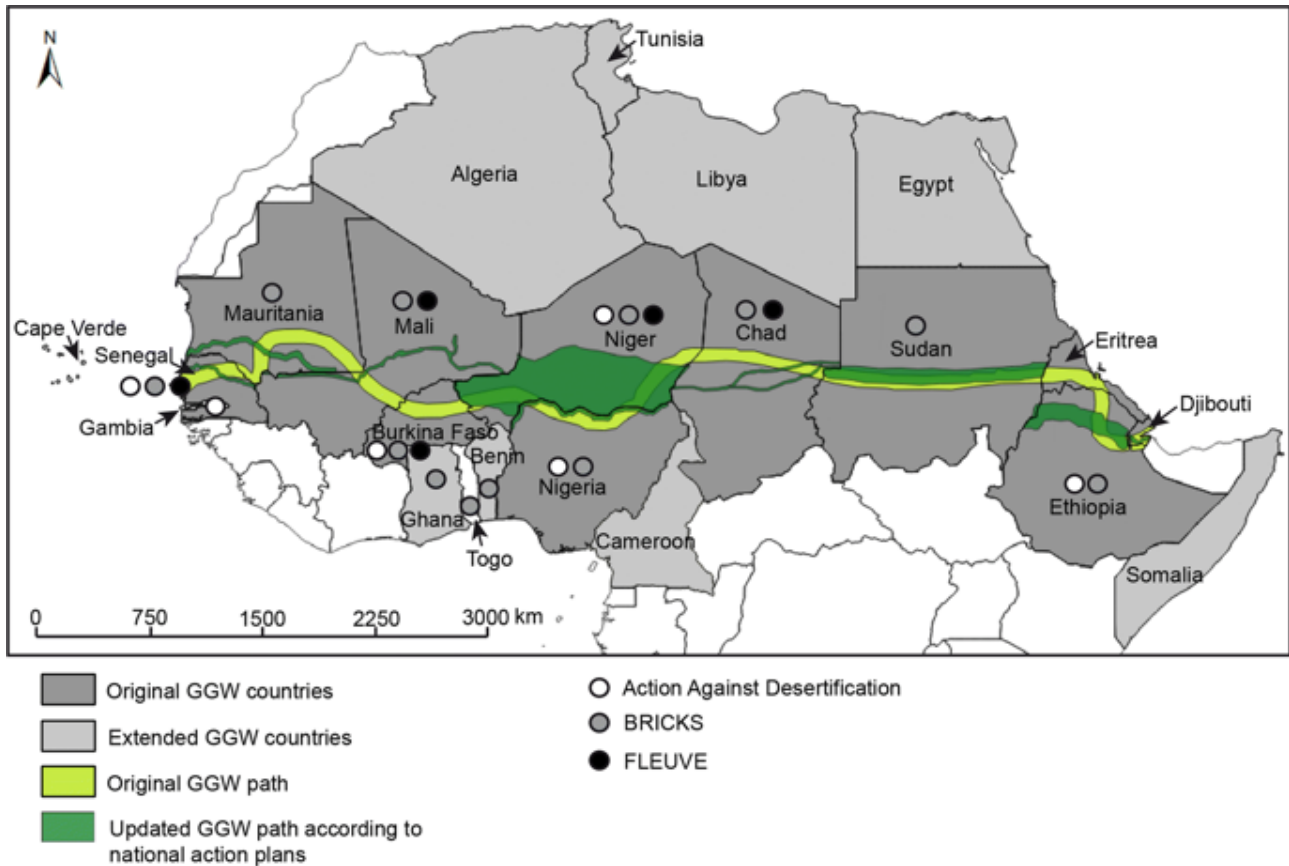 N
Tunisia
Algeria
Libya
Egypt
Mauritania
Mali
Niger
Chad
Sudan
Cape Verde
Senegal
Eritrea
Djibouti
Gambia
Burkina Faso
Benin
Nigeria
Ethiopia
Ghana
Togo
Cameroon
Somalia
0 750 1500 2250 3000 km
Original GGW countries
Extended GGW countries
Original GGW path
Updated GGW path according to
national action plans
Action Against Desertification
BRICKS
FLEUVE